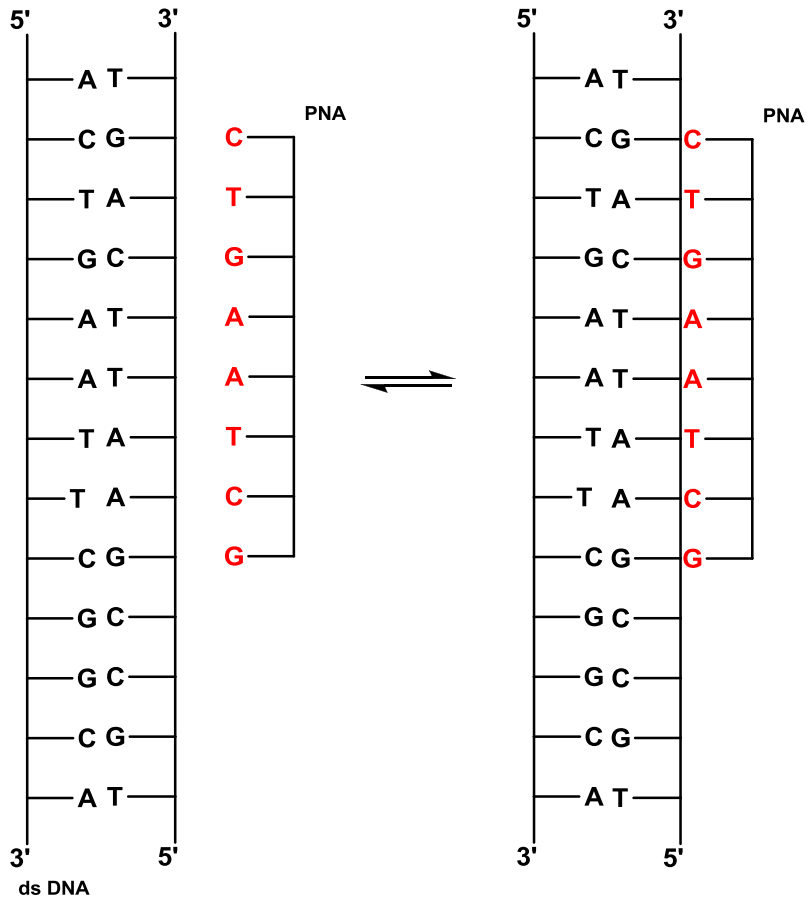 5' 3' 5' 3'
A T A T
PNA PNA
C G C C G C
T A T T A T
G C G G C G
A T A A T A
A T A A T A
T A T T A T
T A C T A C
C G G C G G
G C G C
G C G C
C G C G
A T A T
3' 5' 3' 5'
ds DNA